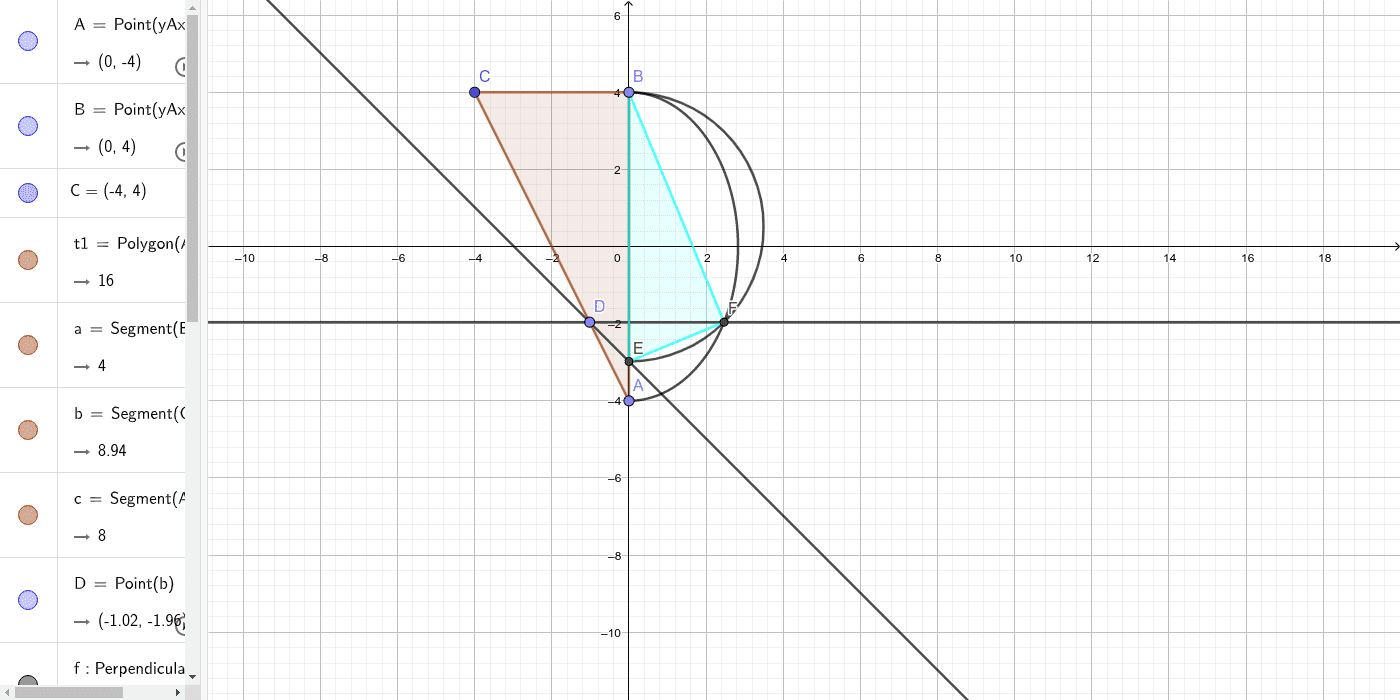 A = Point(yAx
→ (0, -4)
B = Point(yAx
→ (0, 4)
C = (-4, 4)
t1 = Polygon(A
→ 16
a = Segment(B
→ 4
b = Segment(C
→ 8.94
c = Segment(A
→ 8
D = Point(b)
→ (-1.02, -1.96)
f : Perpendicula
6
C
B
4
2
–10
–8
–6
–4
–2
0
2
4
6
8
10
12
14
16
18
D
F
–2
E
A
–4
–6
–8
–10